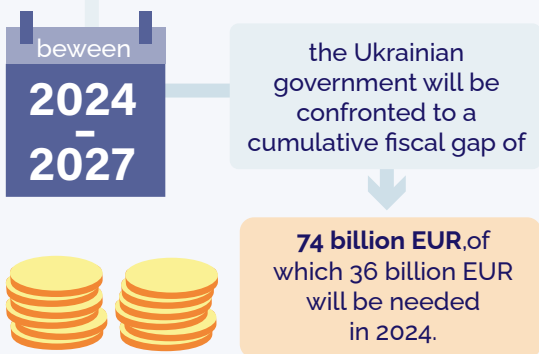 beween
2024
–
2027
the Ukrainian
government will be
confronted to a
cumulative fiscal gap of
74 billion EUR,of
which 36 billion EUR
will be needed
in 2024.